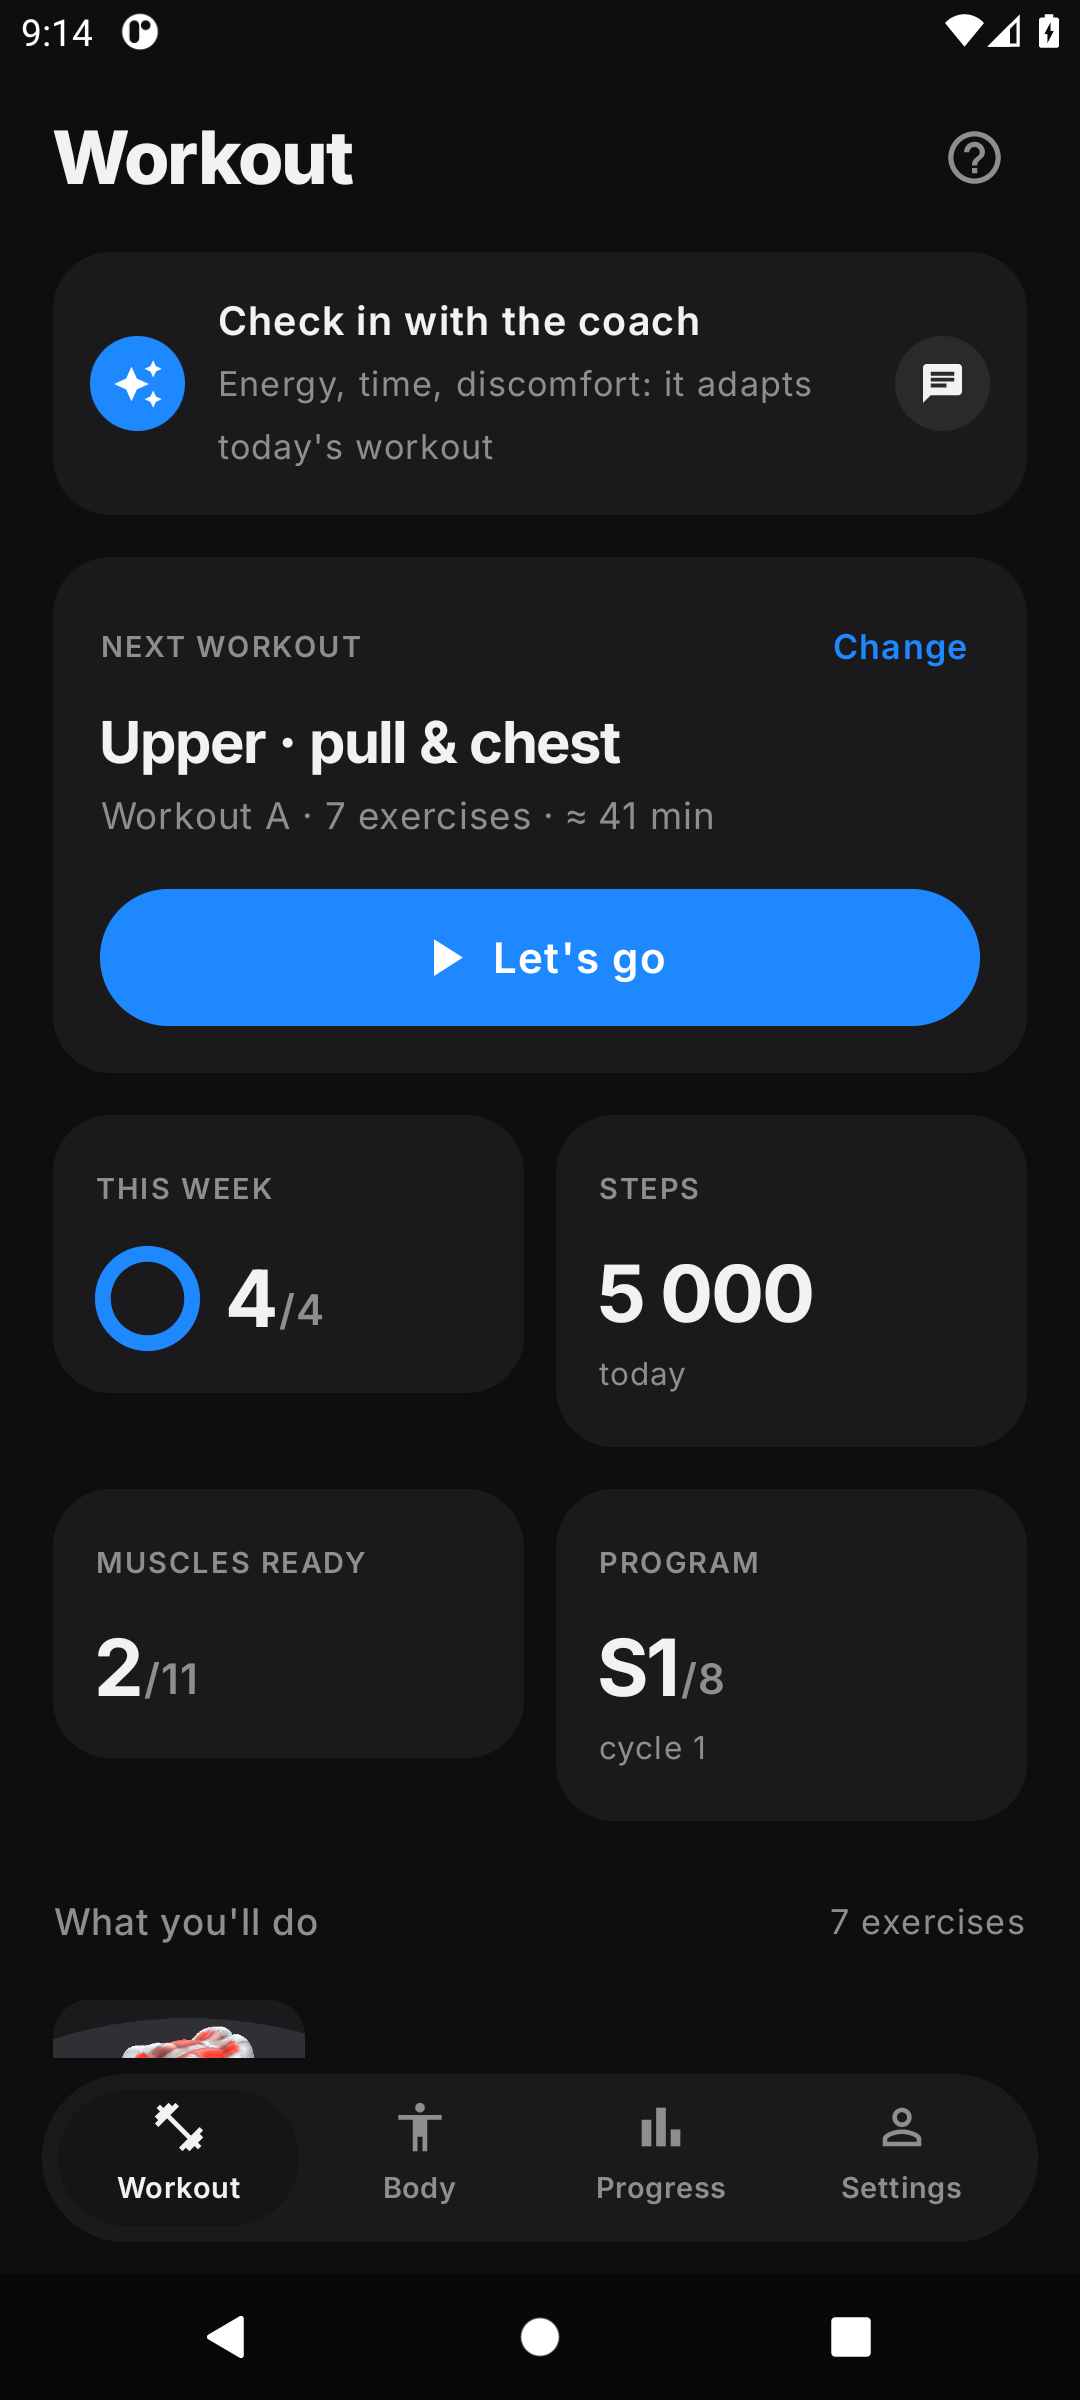 9:14
Workout
Check in with the coach
Energy, time, discomfort: it adapts
today's workout
NEXT WORKOUT
Change
Upper · pull & chest
Workout A · 7 exercises · ≈ 41 min
Let's go
THIS WEEK
4/4
STEPS
5 000
today
MUSCLES READY
2/11
PROGRAM
S1/8
cycle 1
What you'll do
7 exercises
Workout
Body
Progress
Settings